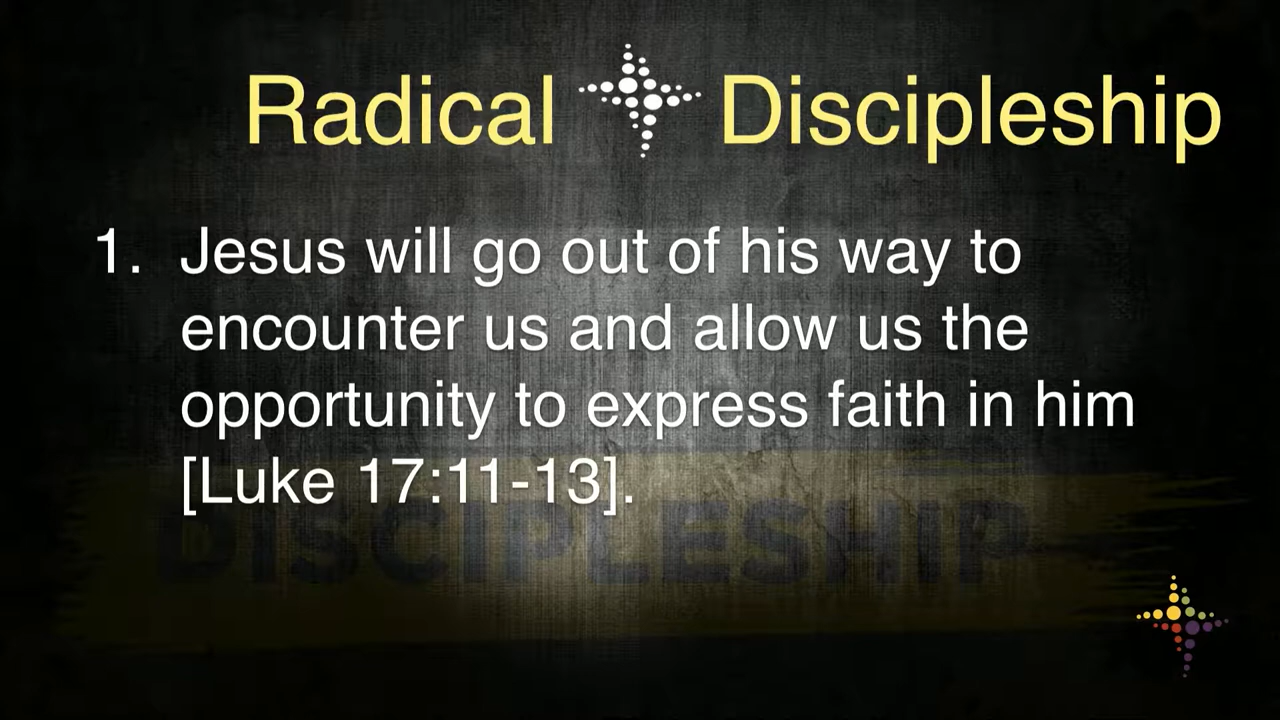 Radical Discipleship
1. Jesus will go out of his way to
encounter us and allow us the
opportunity to express faith in him
[Luke 17:11-13].
DISCIPLESHIP